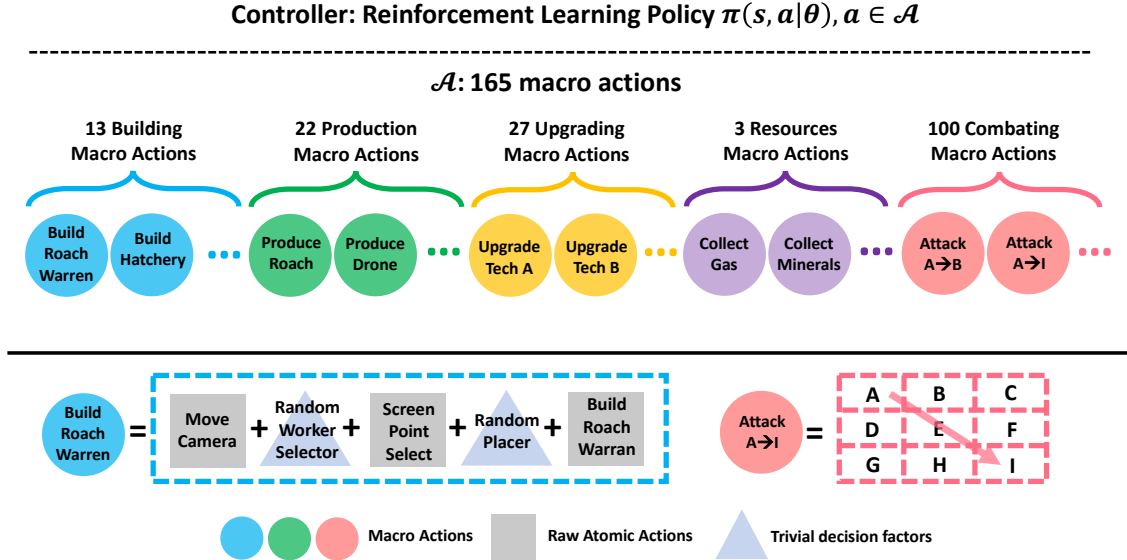 Controller: Reinforcement Learning Policy π(s, a|θ), a ∈ 𝒜
𝒜: 165 macro actions
13 Building
Macro Actions
22 Production
Macro Actions
27 Upgrading
Macro Actions
3 Resources
Macro Actions
100 Combating
Macro Actions
Build
Roach
Warren
Build
Hatchery
Produce
Roach
Produce
Drone
Upgrade
Tech A
Upgrade
Tech B
Collect
Gas
Collect
Minerals
Attack
A→B
Attack
A→I
Build
Roach
Warren
=
Move
Camera
+
Random
Worker
Selector
+
Screen
Point
Select
+
Random
Placer
+
Build
Roach
Warran
Attack
A→I
=
A B C
D E F
G H I
Macro Actions
Raw Atomic Actions
Trivial decision factors